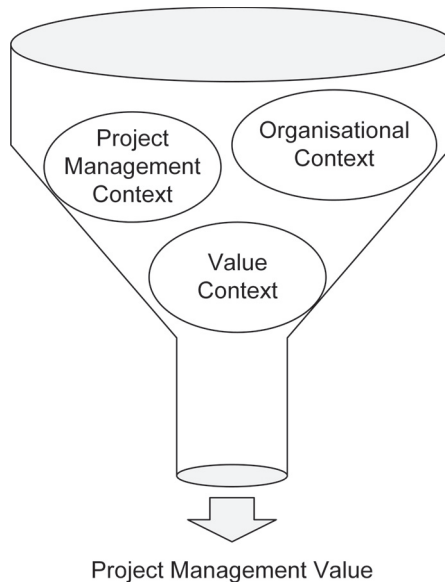 Project
Management
Context
Organisational
Context
Value
Context
Project Management Value